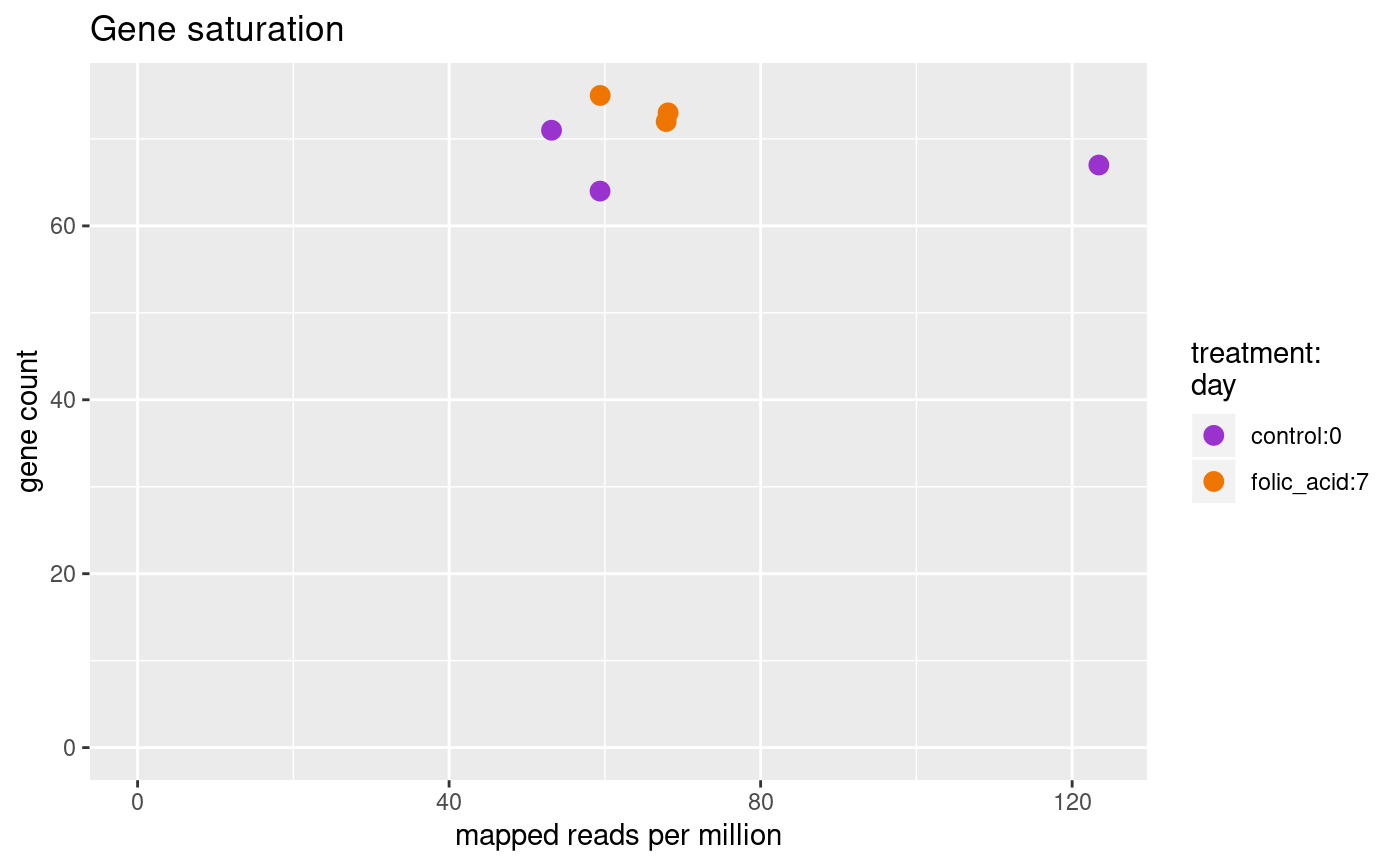 Gene saturation
60
40
20
0
gene count
0
40
80
120
mapped reads per million
treatment:
day
control:0
folic_acid:7